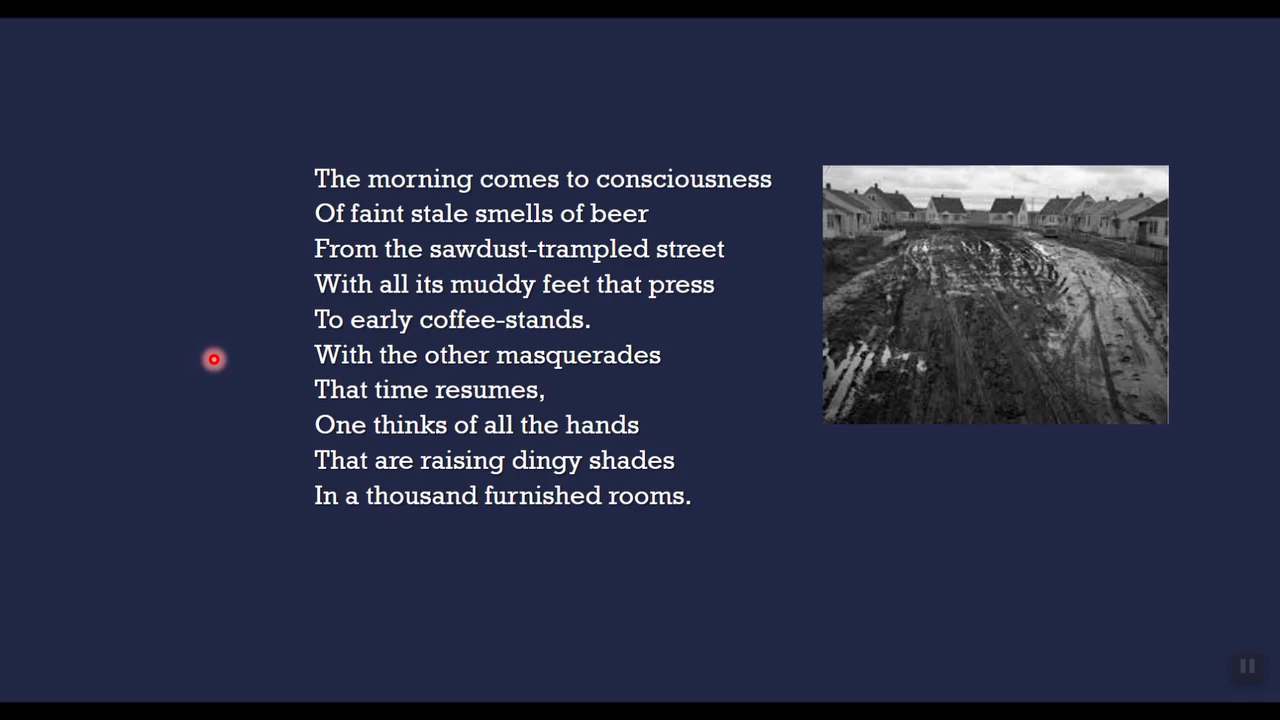 The morning comes to consciousness
Of faint stale smells of beer
From the sawdust-trampled street
With all its muddy feet that press
To early coffee-stands.
With the other masquerades
That time resumes,
One thinks of all the hands
That are raising dingy shades
In a thousand furnished rooms.